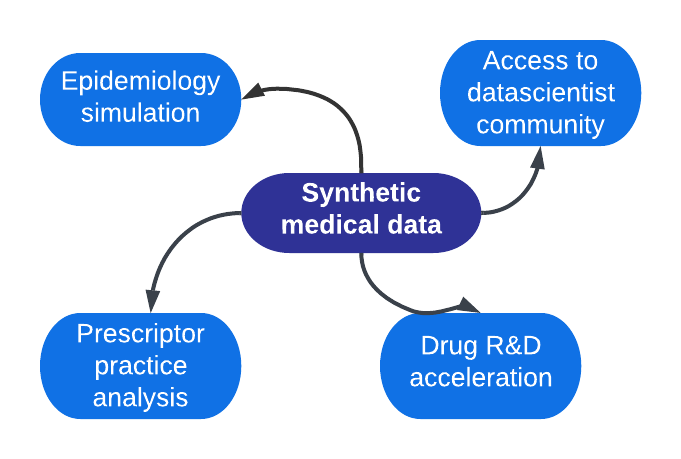 Epidemiology
simulation
Access to
datascientist
community
Synthetic
medical data
Prescriptor
practice
analysis
Drug R&D
acceleration